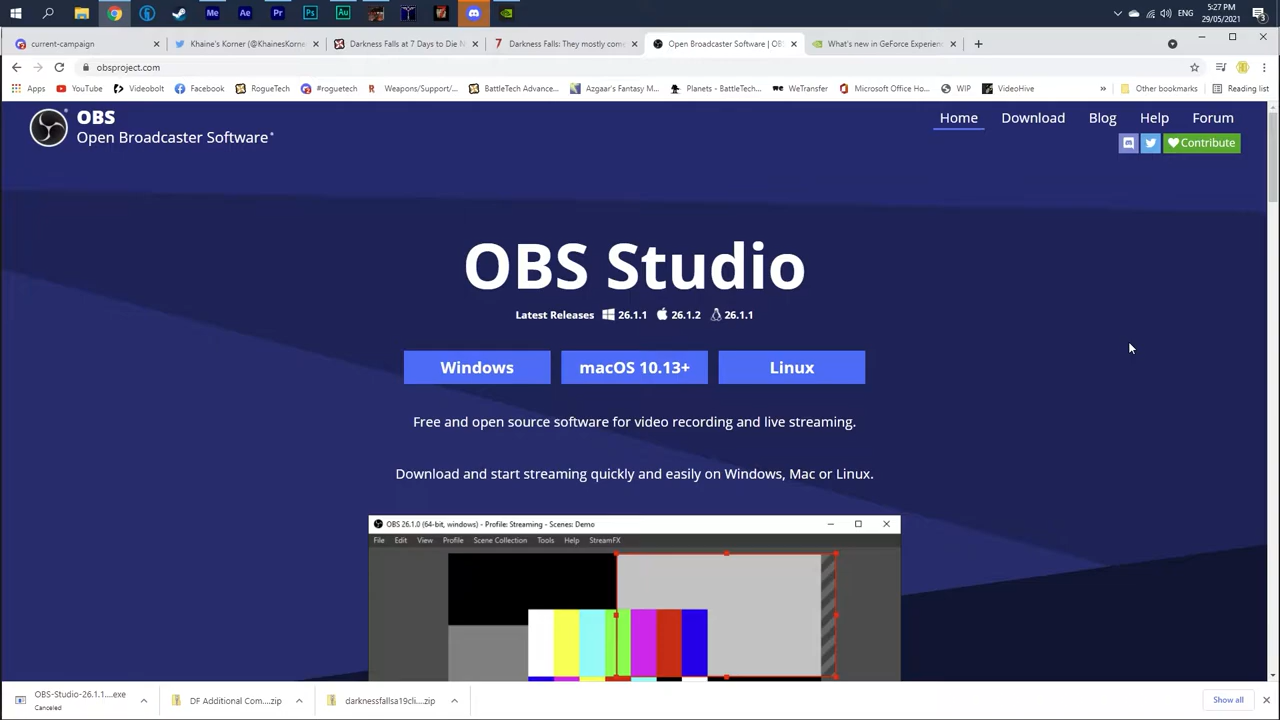 Me
Ae
Pr
Ps
Au
ENG
5:27 PM
29/05/2021
3
current-campaign
Khaine's Korner (@KhainesKorne
Darkness Falls at 7 Days to Die N
Darkness Falls: They mostly com
Open Broadcaster Software | OBS
What's new in GeForce Experien
obsproject.com
Apps
YouTube
Videobolt
Facebook
RogueTech
#roguetech
Weapons/Support/...
BattleTech Advance...
Azgaar's Fantasy M...
Planets - BattleTech...
WeTransfer
Microsoft Office Ho...
WIP
VideoHive
»
Other bookmarks
Reading list
OBS
Open Broadcaster Software
Home
Download
Blog
Help
Forum
Contribute
OBS Studio
Latest Releases 26.1.1 26.1.2 26.1.1
Windows
macOS 10.13+
Linux
Free and open source software for video recording and live streaming.
Download and start streaming quickly and easily on Windows, Mac or Linux.
OBS 26.1.0 (64-bit, windows) - Profile: Streaming - Scenes: Demo
File Edit View Profile Scene Collection Tools Help StreamFX
OBS-Studio-26.1.1....exe
Canceled
DF Additional Com....zip
darknessfallsa19cli....zip
Show all